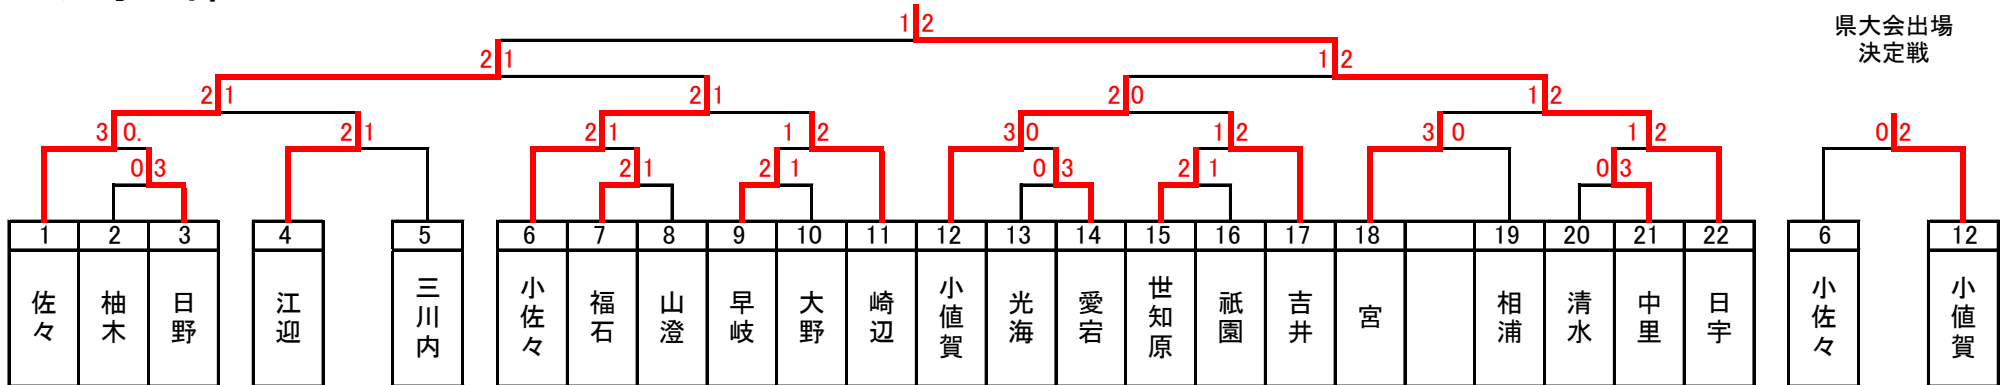 1 2
県大会出場
決定戦
2 1
1 2
2 1
2 1
2 0
1 2
3 0.
2 1
2 1
1 2
3 0
1 2
3 0
1 2
0 2
0 3
2 1
2 1
0 3
2 1
0 3
1 2 3 4 5 6 7 8 9 10 11 12 13 14 15 16 17 18 19 20 21 22 6 12
佐々
柚木
日野
江迎
三川内
小佐々
福石
山澄
早岐
大野
崎辺
小値賀
光海
愛宕
世知原
祇園
吉井
宮
相浦
清水
中里
日宇
小佐々
小値賀